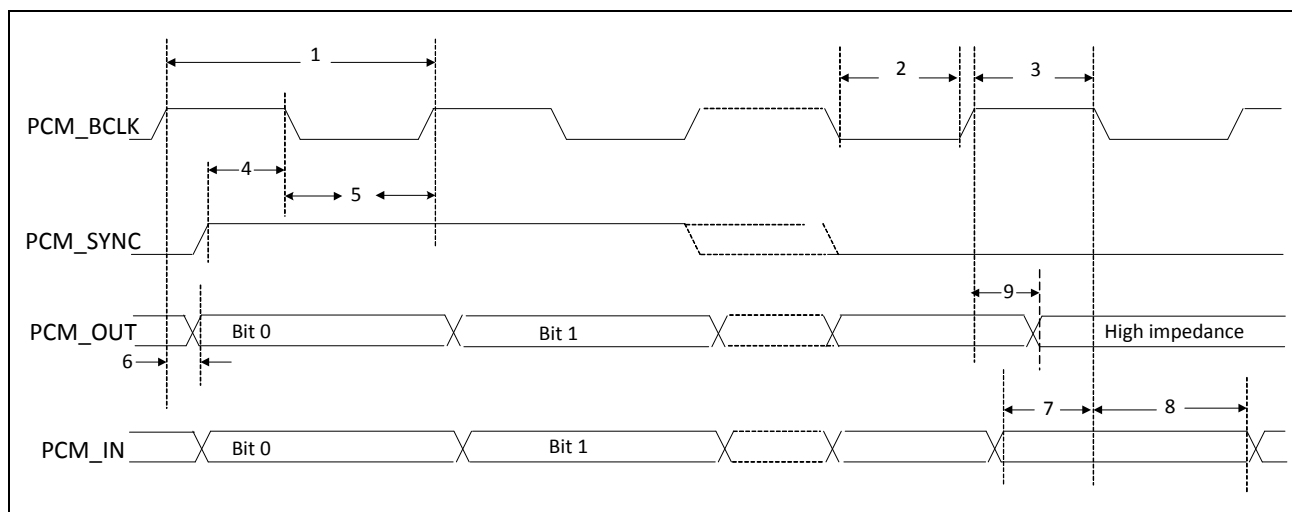 1
2
3
PCM_BCLK
4
5
PCM_SYNC
9
PCM_OUT
Bit 0
Bit 1
High impedance
6
7
8
PCM_IN
Bit 0
Bit 1